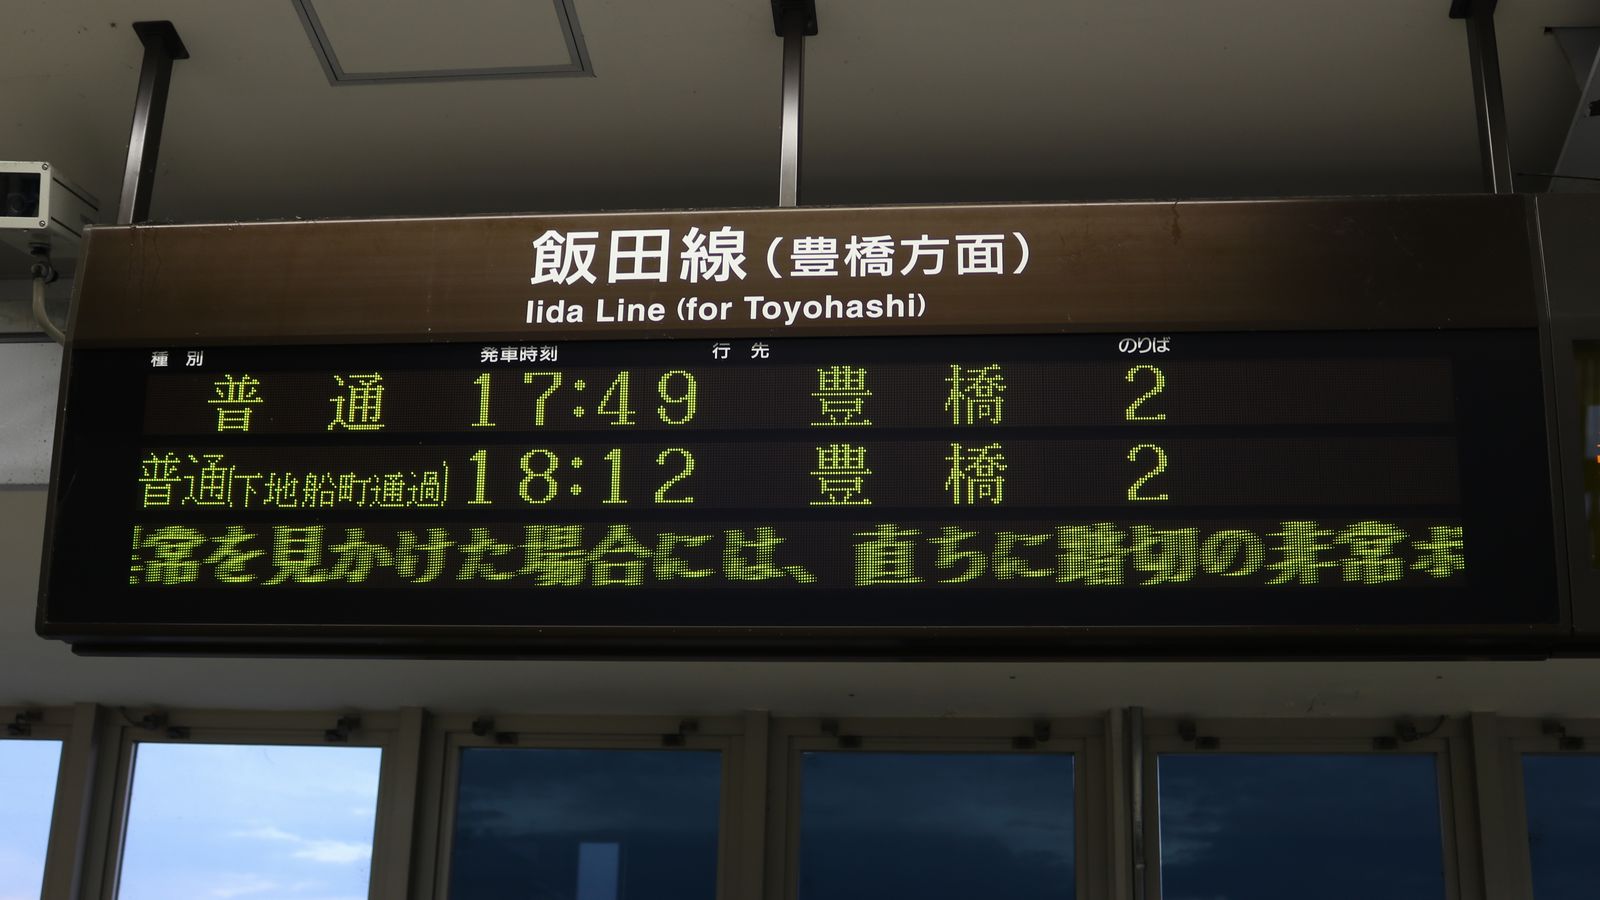 飯田線(豊橋方面)
Iida Line (for Toyohashi)
種別 発車時刻 行先 のりば
普通 17:49 豊橋 2
普通(下地船町通過) 18:12 豊橋 2
常を見かけた場合には、直ちに踏切の非常ボ